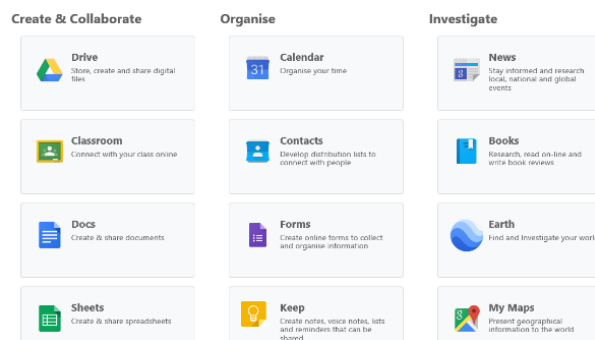 Create & Collaborate
Organise
Investigate
Drive
Store, create and share digital
files
Calendar
31
Organise your time
News
Stay informed and research
local, national and global
events
Classroom
Connect with your class online
Contacts
Develop distribution lists to
connect with people
Books
Research, read on-line and
write book reviews
Docs
Create & share documents
Forms
Create online forms to collect
and organise information
Earth
Find and Investigate your worl
Sheets
Create & share spreadsheets
Keep
Create notes, voice notes, lists
and reminders that can be
shared
My Maps
Present geographical
information to the world